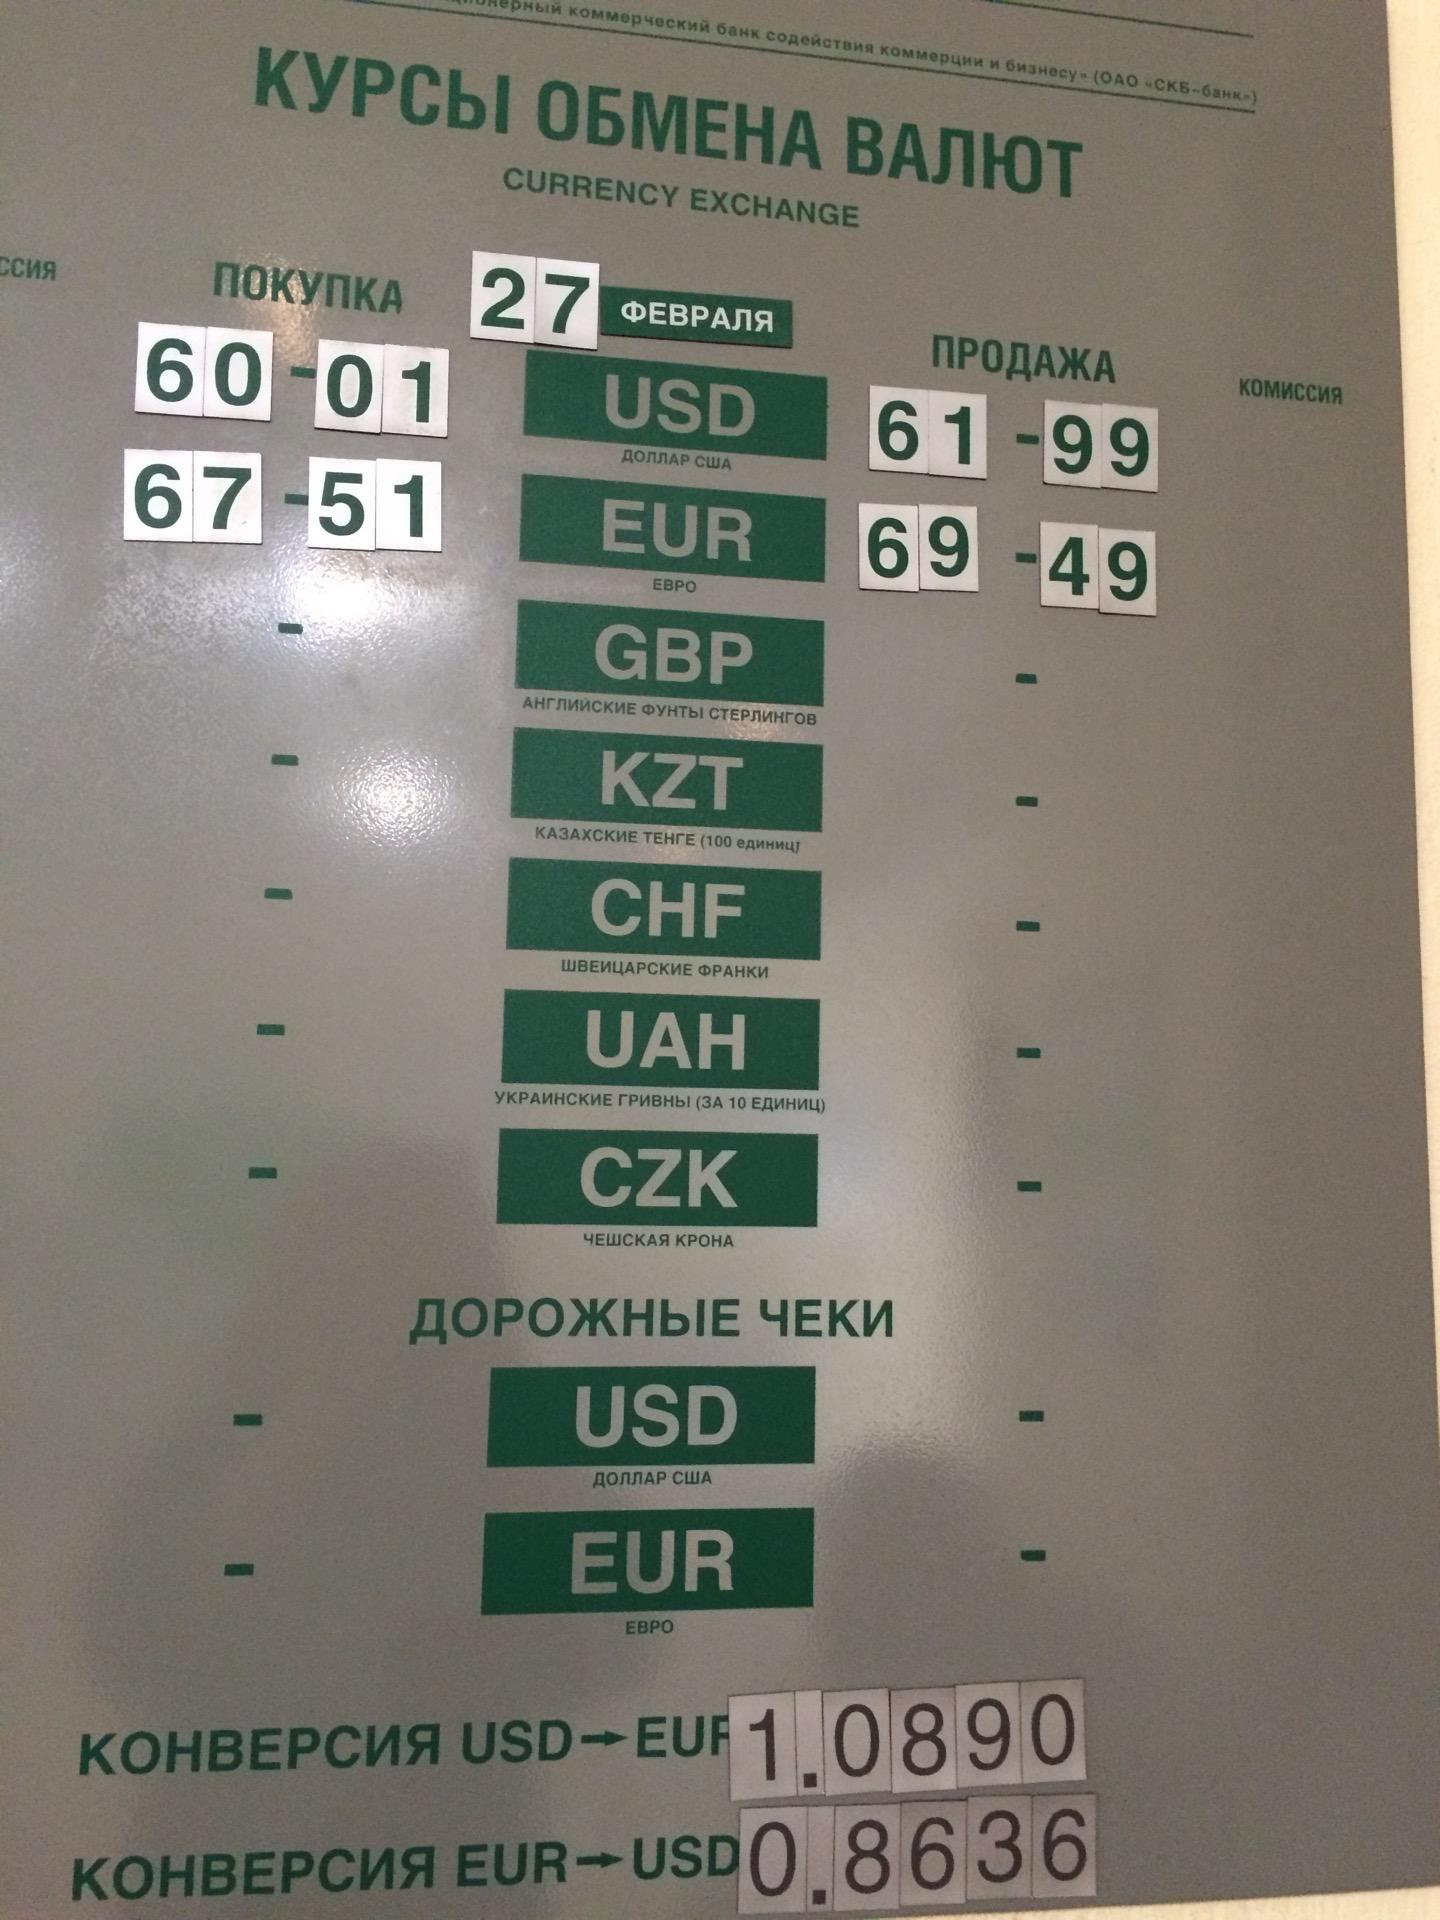 коммерческий банк содействия коммерции и бизнесу» (ОАО «СКБ-банк»)
КУРСЫ ОБМЕНА ВАЛЮТ
CURRENCY EXCHANGE
ПОКУПКА 27 ФЕВРАЛЯ ПРОДАЖА КОМИССИЯ
60-01 USD 61-99
ДОЛЛАР США
67-51 EUR 69-49
ЕВРО
- GBP -
АНГЛИЙСКИЕ ФУНТЫ СТЕРЛИНГОВ
- KZT -
КАЗАХСКИЕ ТЕНГЕ (100 единиц)
- CHF -
ШВЕЙЦАРСКИЕ ФРАНКИ
- UAH -
УКРАИНСКИЕ ГРИВНЫ (ЗА 10 ЕДИНИЦ)
- CZK -
ЧЕШСКАЯ КРОНА
ДОРОЖНЫЕ ЧЕКИ
- USD -
ДОЛЛАР США
- EUR -
ЕВРО
КОНВЕРСИЯ USD→EUR 1.0890
КОНВЕРСИЯ EUR→USD 0.8636